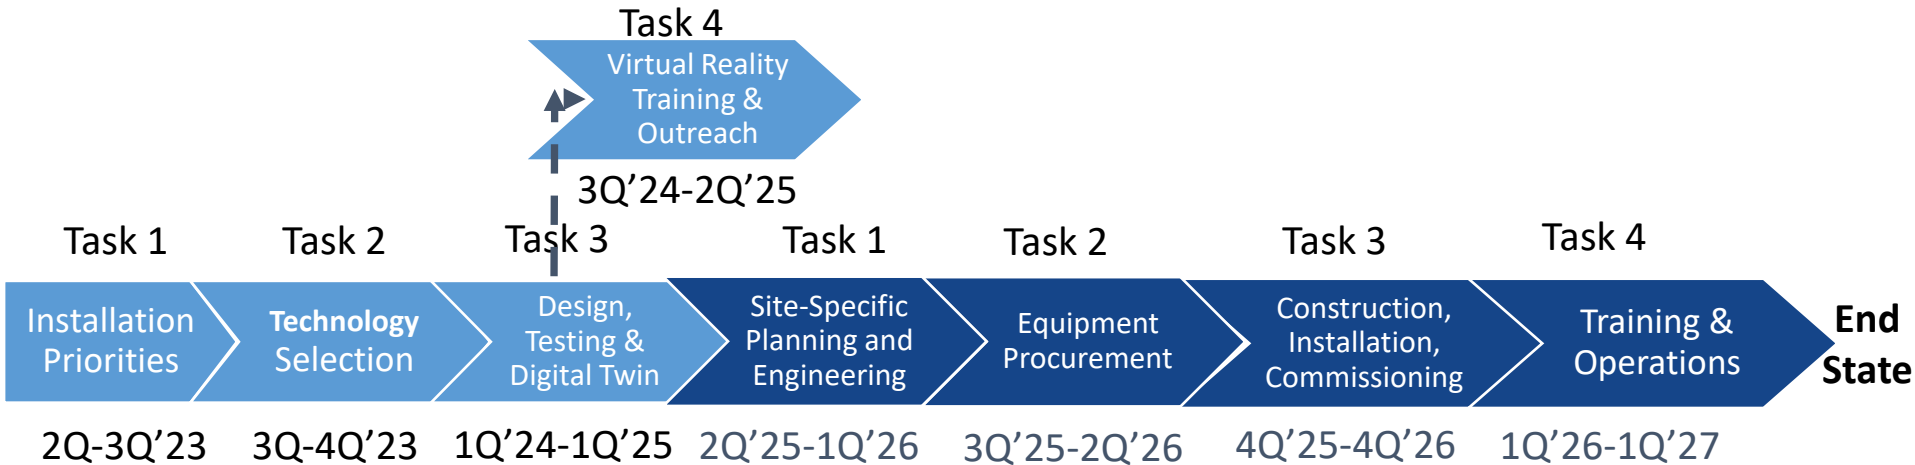 Task 4
Virtual Reality
Training &
Outreach
3Q’24-2Q’25
Task 1
Task 2
Task 3
Task 1
Task 2
Task 3
Task 4
Installation
Priorities
Technology
Selection
Design,
Testing &
Digital Twin
Site-Specific
Planning and
Engineering
Equipment
Procurement
Construction,
Installation,
Commissioning
Training &
Operations
End
State
2Q-3Q’23
3Q-4Q’23
1Q’24-1Q’25
2Q’25-1Q’26
3Q’25-2Q’26
4Q’25-4Q’26
1Q’26-1Q’27